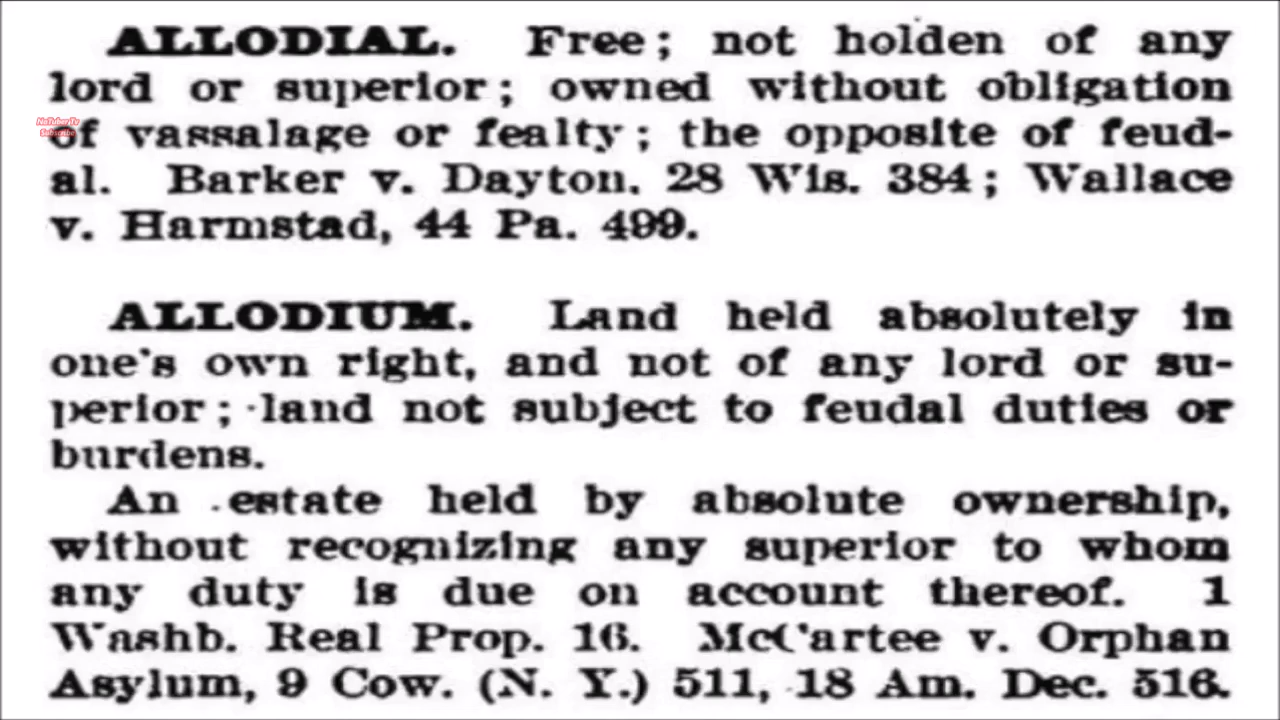 ALLODIAL. Free; not holden of any
lord or superior; owned without obligation
NaTuber Tv
Subscribe
of vassalage or fealty; the opposite of feud-
al. Barker v. Dayton. 28 Wis. 384; Wallace
v. Harmstad, 44 Pa. 499.
ALLODIUM. Land held absolutely in
one's own right, and not of any lord or su-
perior; land not subject to feudal duties or
burdens.
An estate held by absolute ownership,
without recognizing any superior to whom
any duty is due on account thereof. 1
Washb. Real Prop. 16. McCartee v. Orphan
Asylum, 9 Cow. (N. Y.) 511, 18 Am. Dec. 516.